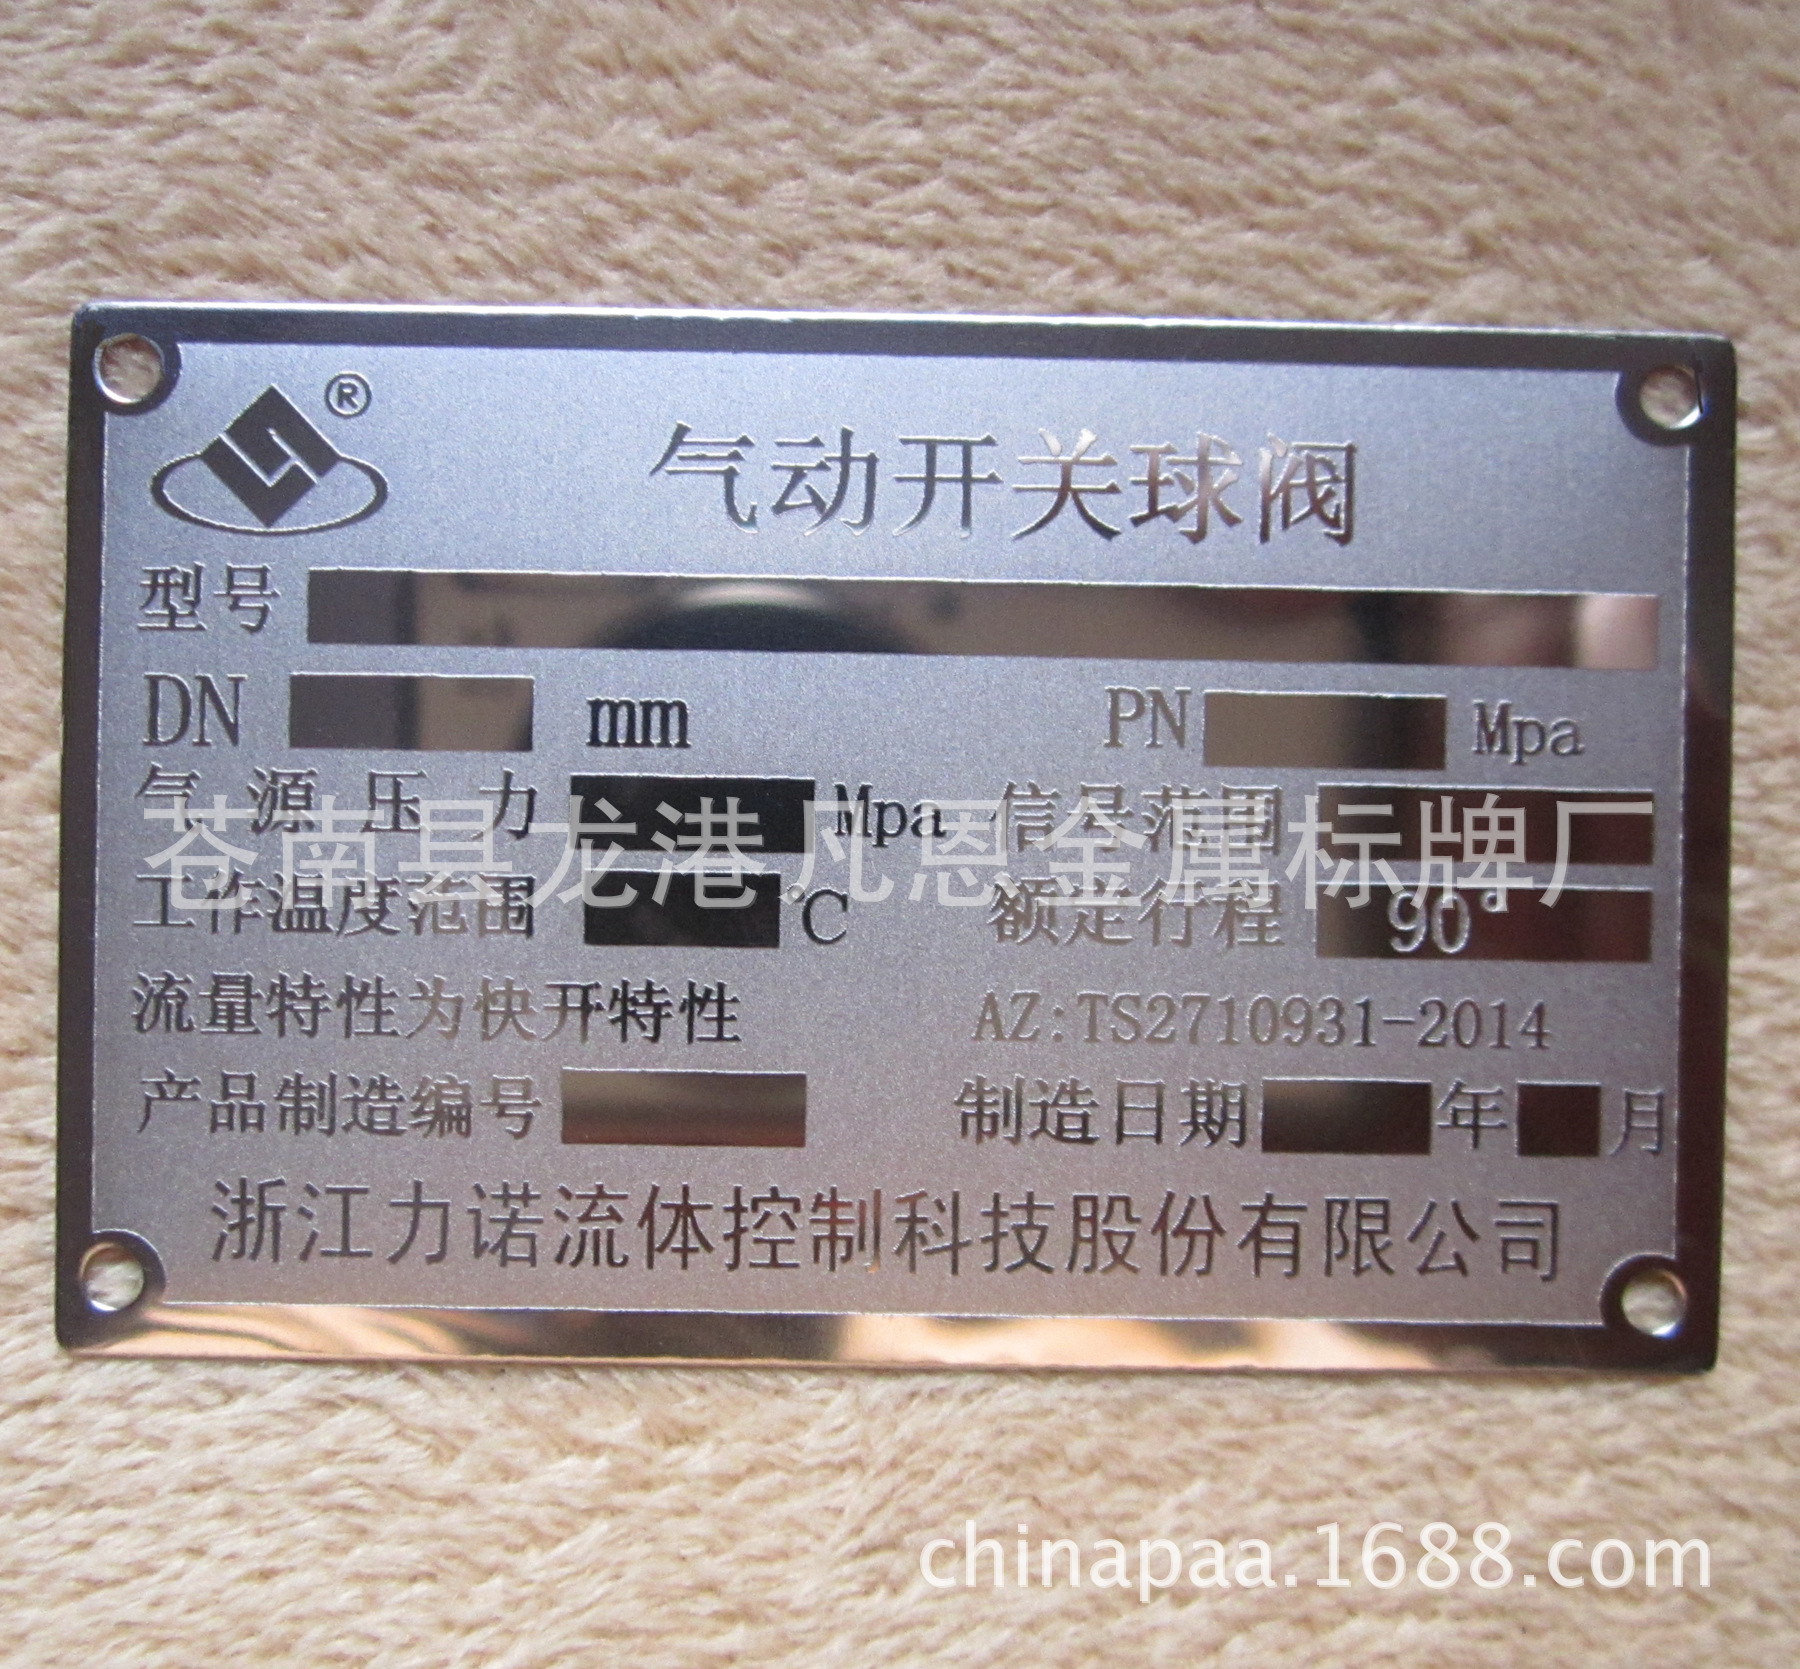 ®
气动开关球阀
型号
DN mm PN Mpa
气源压力 Mpa 信号范围
苍南县龙港凡恩金属标牌厂
工作温度范围 ℃ 额定行程 90°
流量特性为快开特性 AZ:TS2710931-2014
产品制造编号 制造日期 年 月
浙江力诺流体控制科技股份有限公司
chinapaa.1688.com